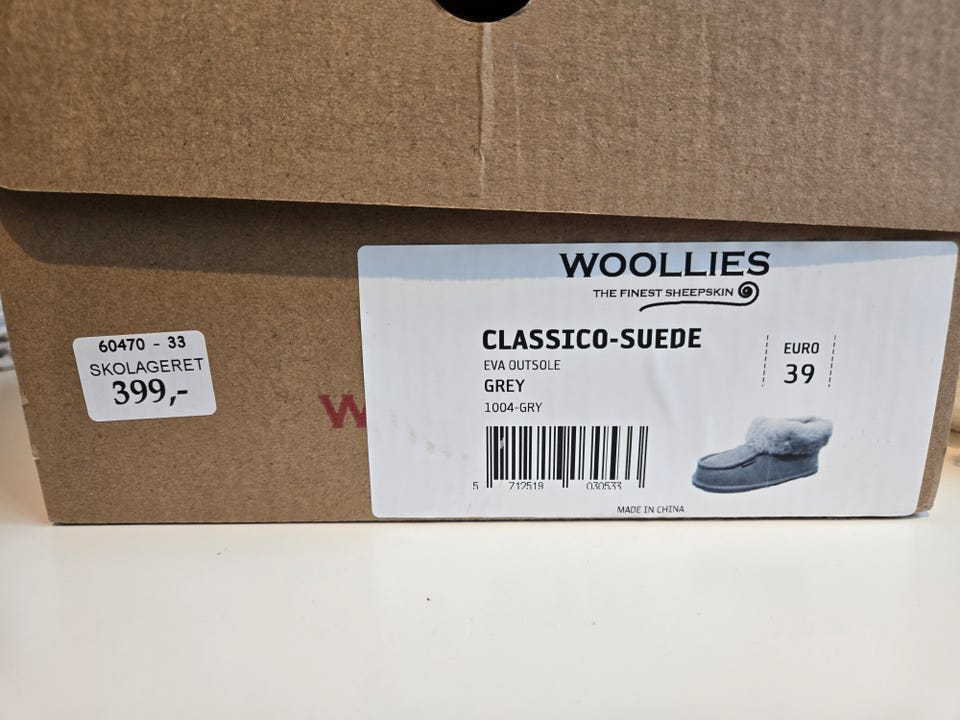 60470 - 33
SKOLAGERET
399,-
W
WOOLLIES
THE FINEST SHEEPSKIN
CLASSICO-SUEDE
EVA OUTSOLE
GREY
1004-GRY
EURO
39
5 712519 030533
MADE IN CHINA